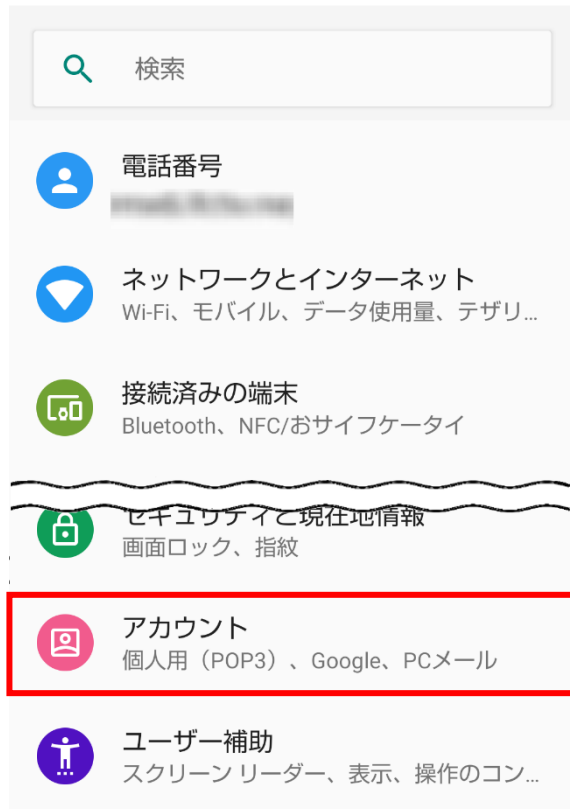 検索
電話番号
ネットワークとインターネット
Wi-Fi、モバイル、データ使用量、テザリ...
接続済みの端末
Bluetooth、NFC/おサイフケータイ
セキュリティと現在地情報
画面ロック、指紋
アカウント
個人用（POP3）、Google、PCメール
ユーザー補助
スクリーン リーダー、表示、操作のコン...